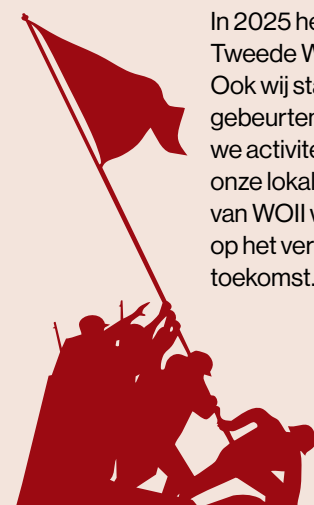 In 2025 he
Tweede W
Ook wij sta
gebeurten
we activite
onze lokal
van WOII v
op het ver
toekomst.